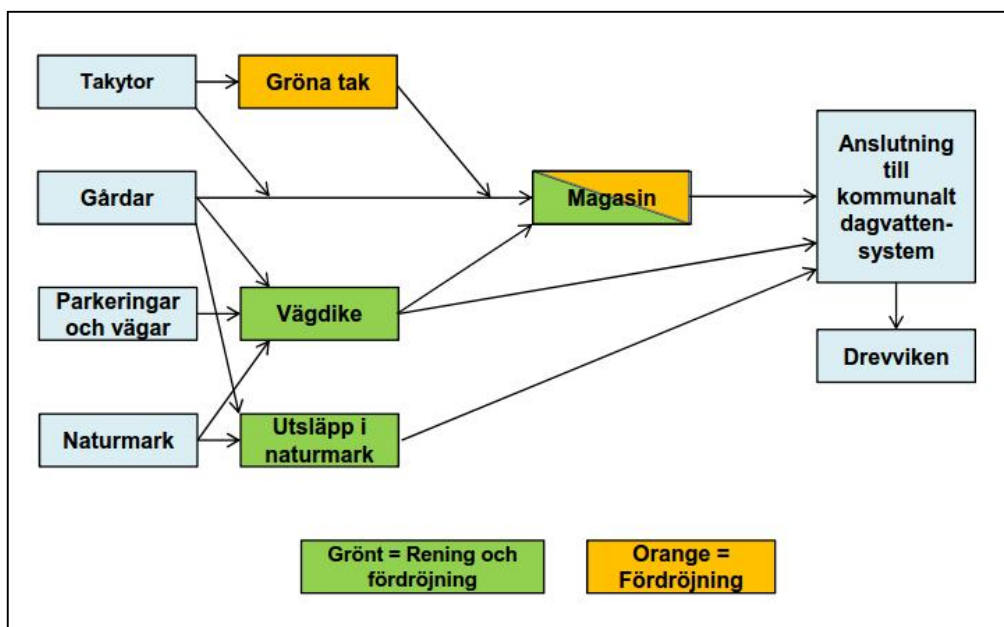 Takytor
Gröna tak
Gårdar
Magasin
Anslutning
till
kommunalt
dagvatten-
system
Parkeringar
och vägar
Vägdike
Drevviken
Naturmark
Utsläpp i
naturmark
Grönt = Rening och
fördröjning
Orange =
Fördröjning